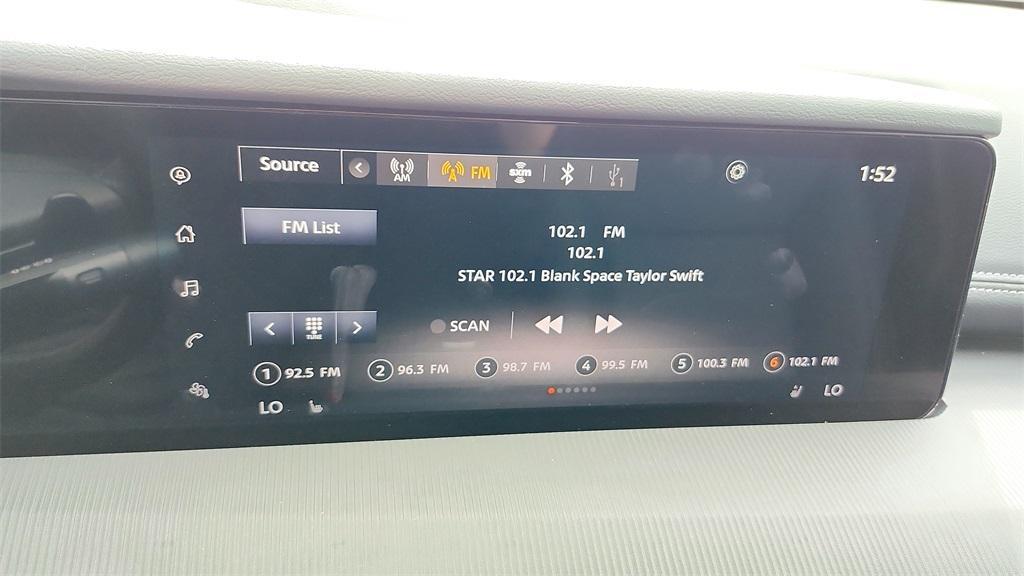 Source AM A FM sxm 1 1:52
FM List
102.1 FM
102.1
STAR 102.1 Blank Space Taylor Swift
TUNE SCAN
1 92.5 FM 2 96.3 FM 3 98.7 FM 4 99.5 FM 5 100.3 FM 6 102.1 FM
LO LO